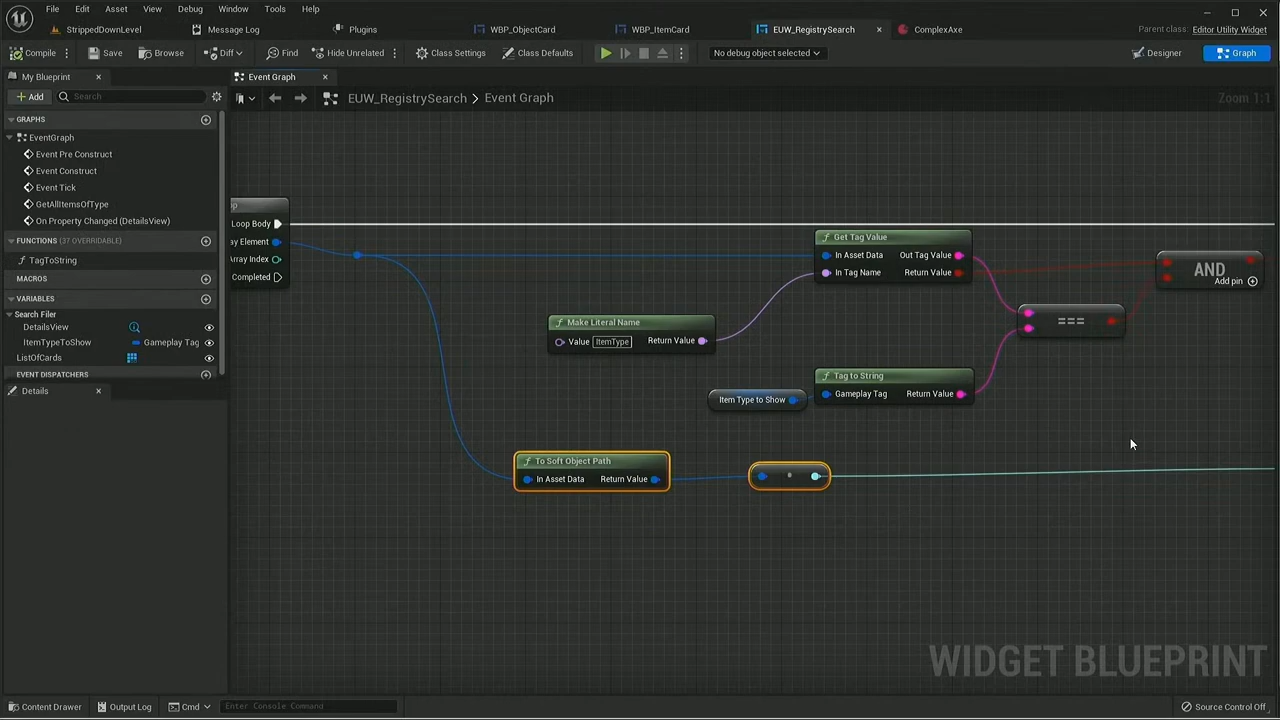 File Edit Asset View Debug Window Tools Help
StrippedDownLevel Message Log Plugins WBP_ObjectCard WBP_ItemCard EUW_RegistrySearch ComplexAxe Parent class: Editor Utility Widget
Compile Save Browse Diff Find Hide Unrelated Class Settings Class Defaults No debug object selected Designer Graph
My Blueprint Event Graph
Add Search EUW_RegistrySearch > Event Graph Zoom 1:1
GRAPHS
EventGraph
Event Pre Construct
Event Construct
Event Tick
GetAllItemsOfType
On Property Changed (DetailsView)
FUNCTIONS (37 OVERRIDABLE)
TagToString
MACROS
VARIABLES
Search Filer
DetailsView
ItemTypeToShow Gameplay Tag
ListOfCards
EVENT DISPATCHERS
Details
op
Loop Body
ay Element
Array Index
Completed
Get Tag Value
In Asset Data Out Tag Value
In Tag Name Return Value
AND
Add pin
Make Literal Name
Value ItemType Return Value
===
Tag to String
Gameplay Tag Return Value
Item Type to Show
To Soft Object Path
In Asset Data Return Value
WIDGET BLUEPRINT
Content Drawer Output Log Cmd Enter Console Command Source Control Off